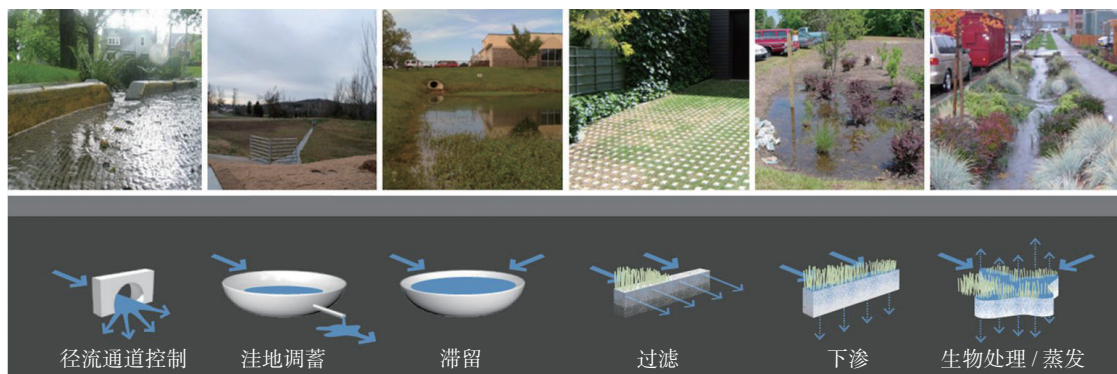 径流通道控制
洼地调蓄
滞留
过滤
下渗
生物处理 / 蒸发